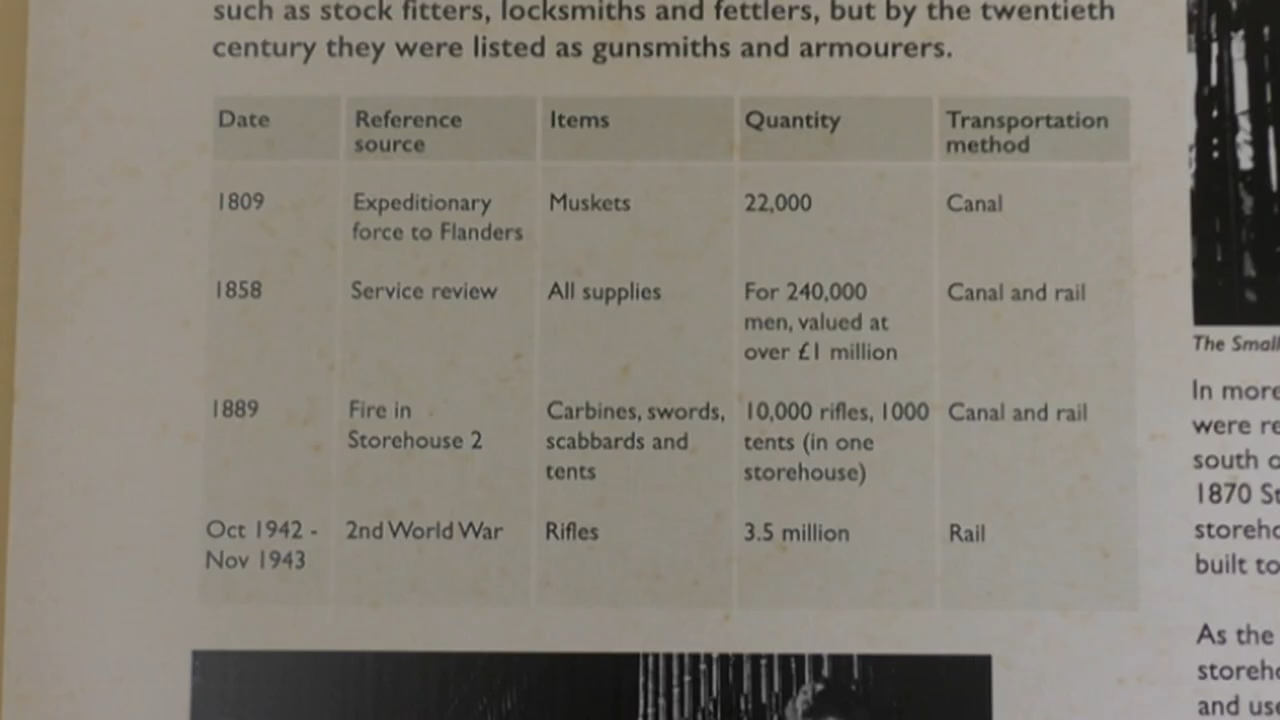 such as stock fitters, locksmiths and fettlers, but by the twentieth
century they were listed as gunsmiths and armourers.
Date Reference source Items Quantity Transportation method
1809 Expeditionary force to Flanders Muskets 22,000 Canal
1858 Service review All supplies For 240,000 men, valued at over £1 million Canal and rail
1889 Fire in Storehouse 2 Carbines, swords, scabbards and tents 10,000 rifles, 1000 tents (in one storehouse) Canal and rail
Oct 1942 - Nov 1943 2nd World War Rifles 3.5 million Rail
The Small
In more
were
south
1870
built to
As the
and